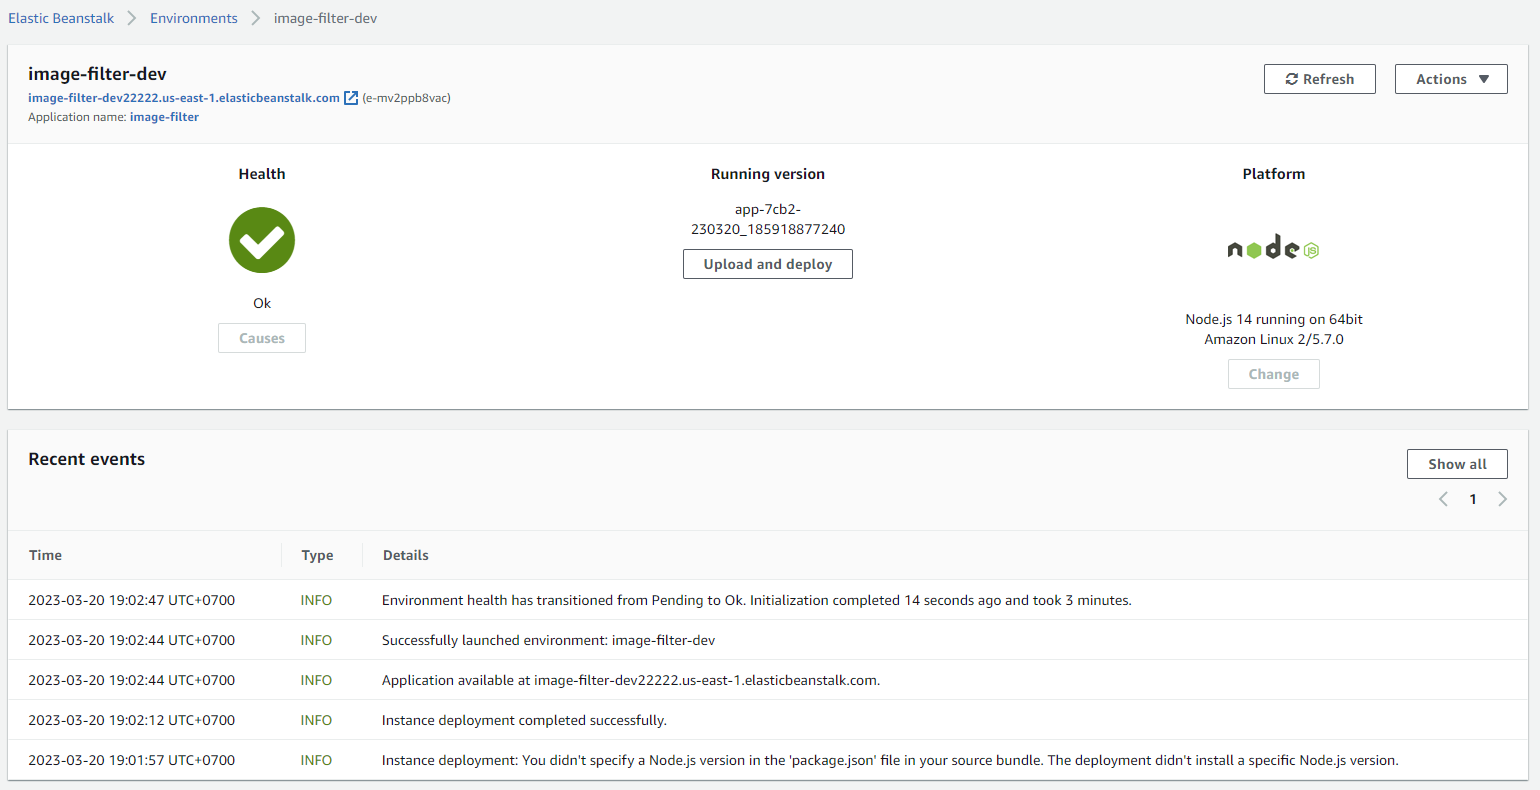 Elastic Beanstalk > Environments > image-filter-dev
image-filter-dev
Refresh
Actions ▼
image-filter-dev22222.us-east-1.elasticbeanstalk.com (e-mv2ppb8vac)
Application name: image-filter
Health
Ok
Causes
Running version
app-7cb2-
230320_185918877240
Upload and deploy
Platform
node JS
Node.js 14 running on 64bit
Amazon Linux 2/5.7.0
Change
Recent events
Show all
< 1 >
Time Type Details
2023-03-20 19:02:47 UTC+0700 INFO Environment health has transitioned from Pending to Ok. Initialization completed 14 seconds ago and took 3 minutes.
2023-03-20 19:02:44 UTC+0700 INFO Successfully launched environment: image-filter-dev
2023-03-20 19:02:44 UTC+0700 INFO Application available at image-filter-dev22222.us-east-1.elasticbeanstalk.com.
2023-03-20 19:02:12 UTC+0700 INFO Instance deployment completed successfully.
2023-03-20 19:01:57 UTC+0700 INFO Instance deployment: You didn't specify a Node.js version in the 'package.json' file in your source bundle. The deployment didn't install a specific Node.js version.